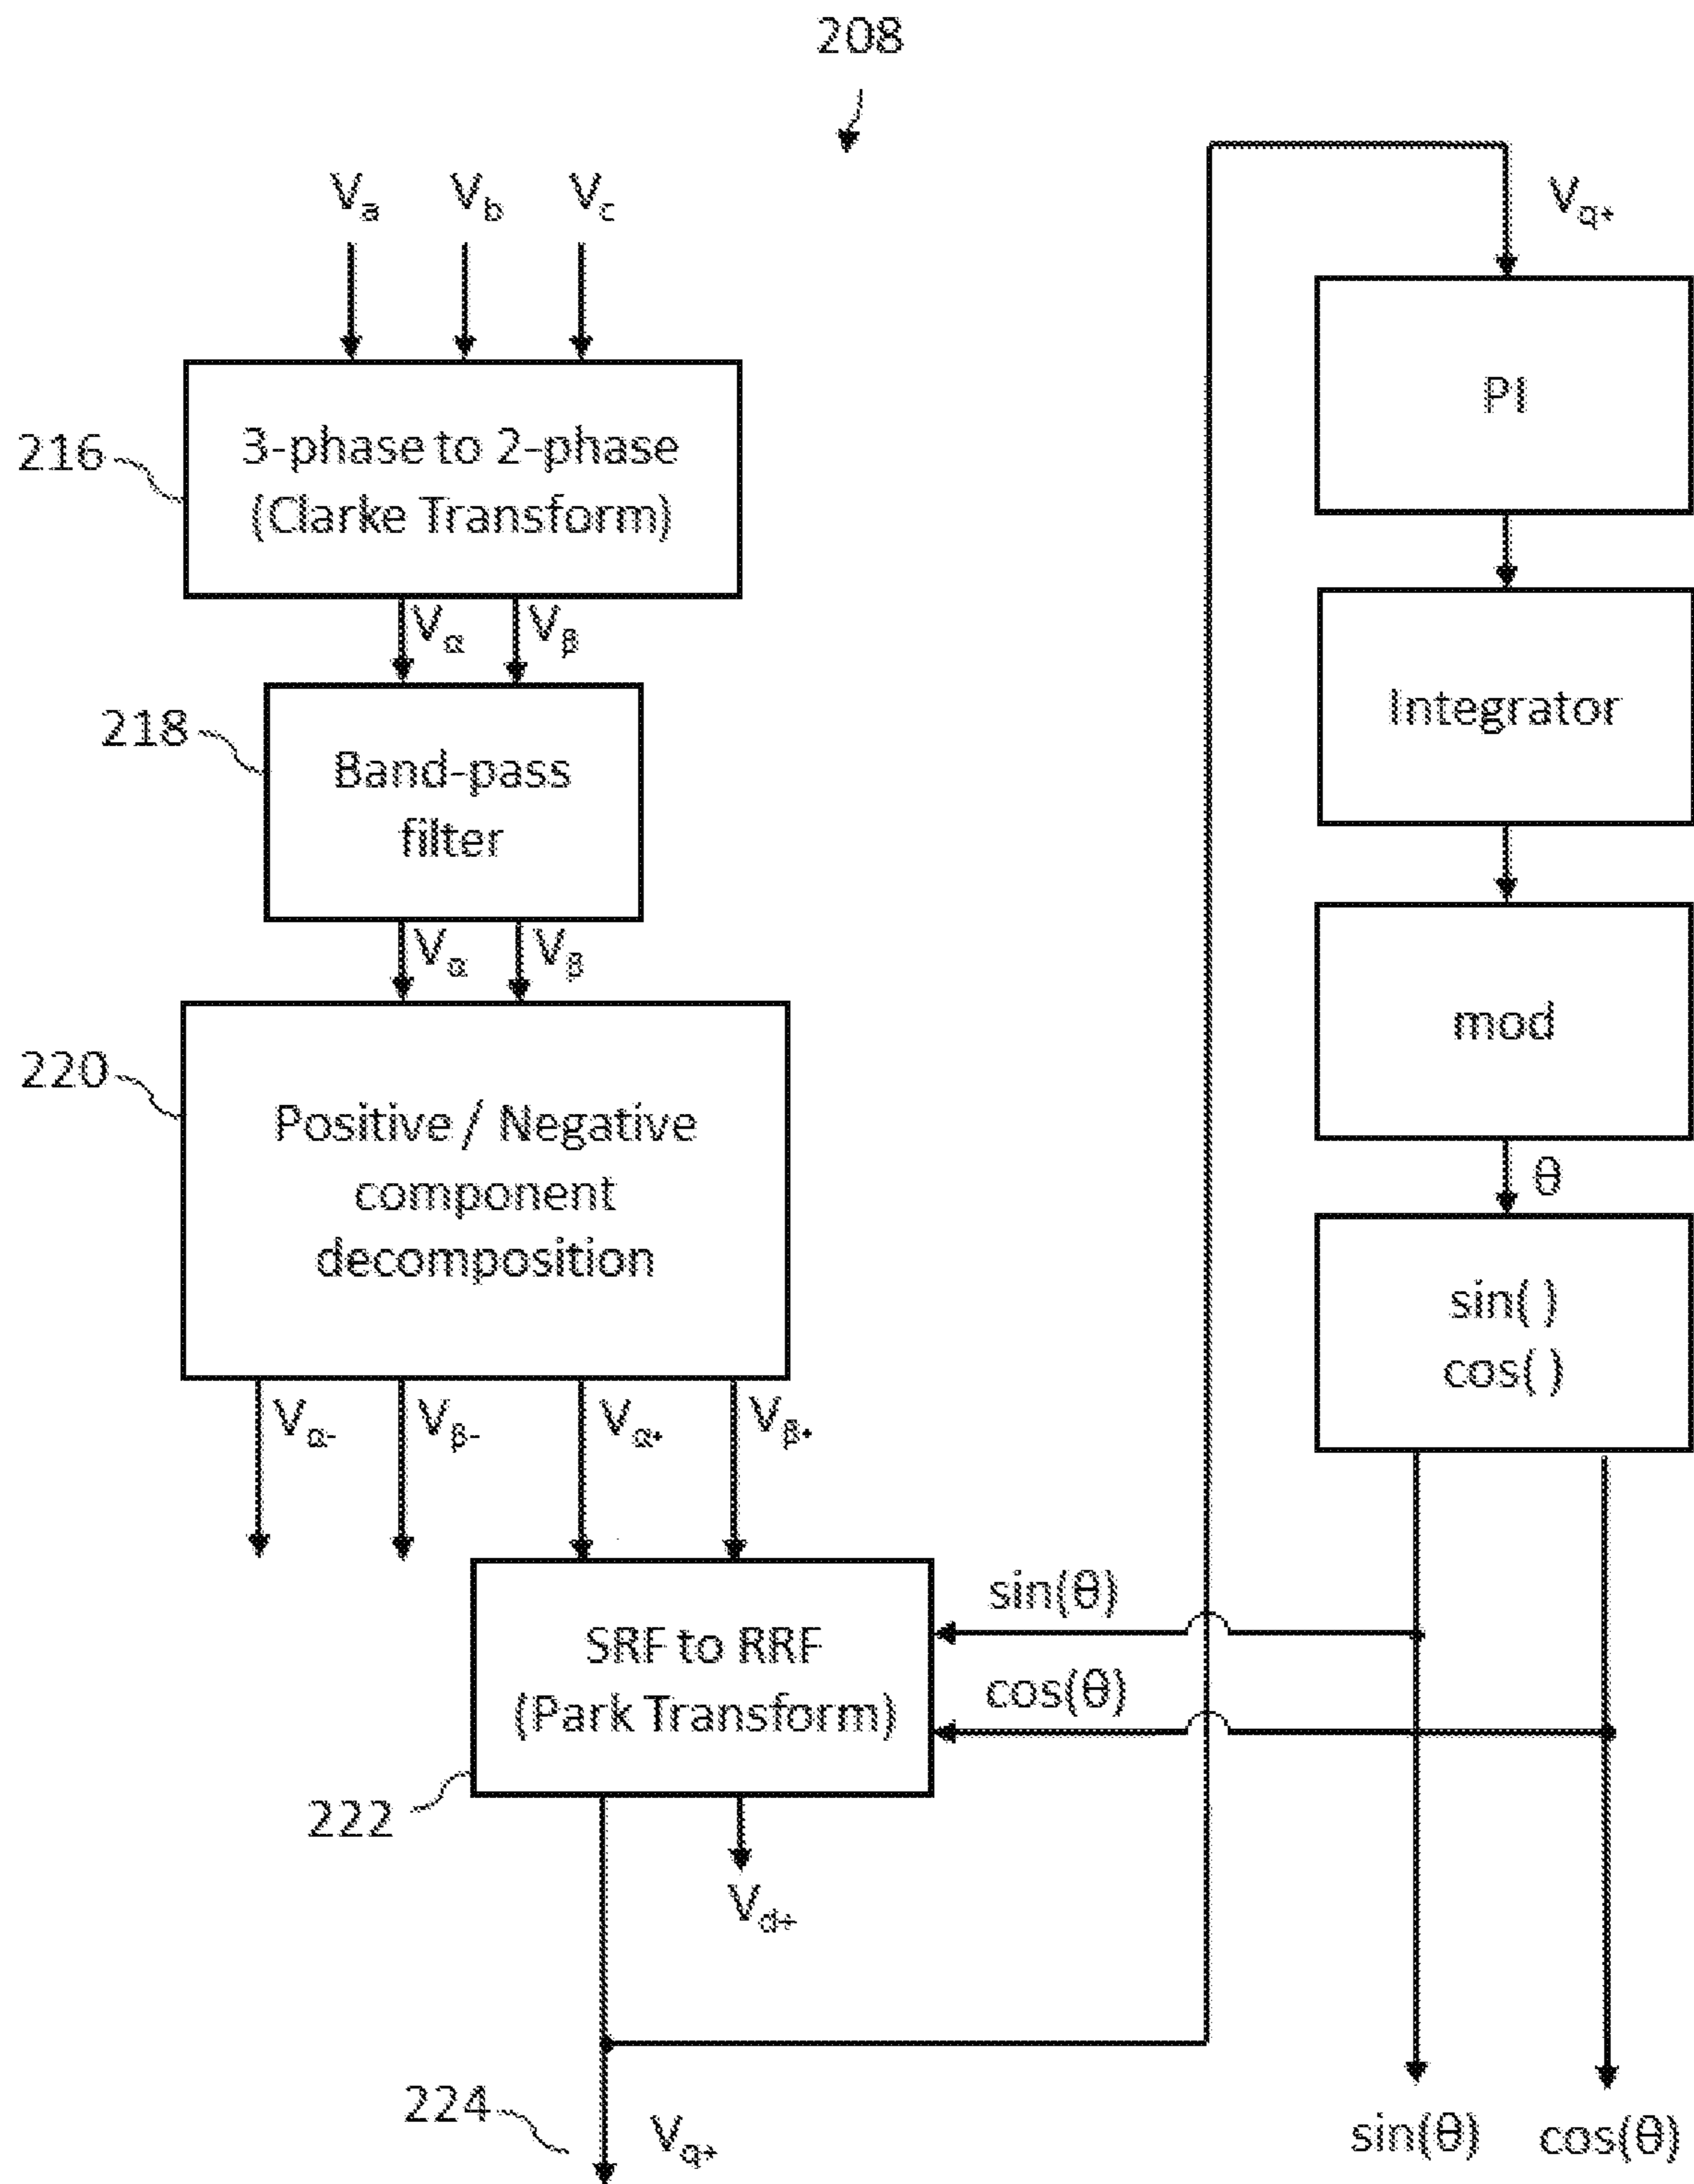 208
Va Vb Vc
216
3-phase to 2-phase
(Clarke Transform)
Vα Vβ
218
Band-pass
filter
Vα Vβ
220
Positive / Negative
component
decomposition
Vα- Vβ- Vα+ Vβ+
SRF to RRF
(Park Transform)
222
Vd+
224
Vq+
Vq+
PI
Integrator
mod
θ
sin( )
cos( )
sin(θ)
cos(θ)
sin(θ) cos(θ)